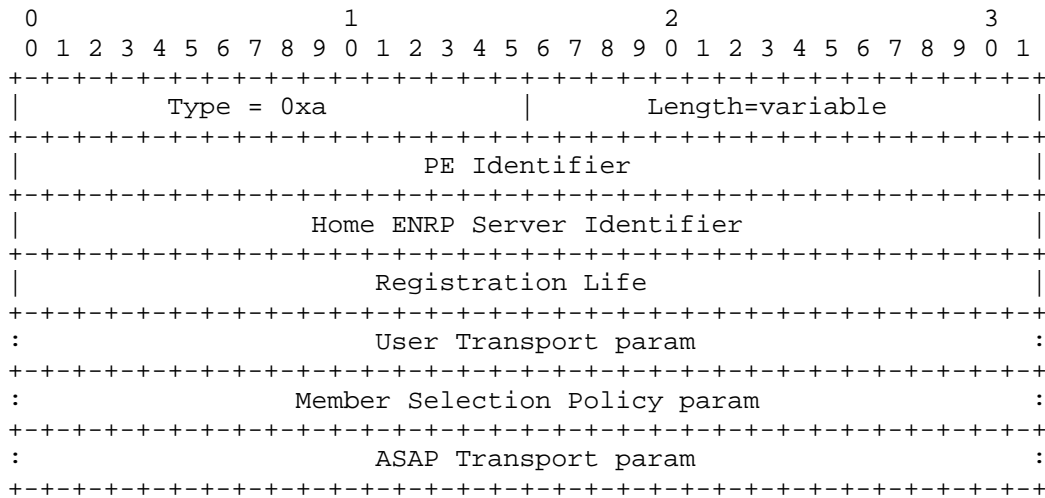 0                   1                   2                   3
0 1 2 3 4 5 6 7 8 9 0 1 2 3 4 5 6 7 8 9 0 1 2 3 4 5 6 7 8 9 0 1
+-+-+-+-+-+-+-+-+-+-+-+-+-+-+-+-+-+-+-+-+-+-+-+-+-+-+-+-+-+-+-+-+
|         Type = 0xa            |       Length=variable         |
+-+-+-+-+-+-+-+-+-+-+-+-+-+-+-+-+-+-+-+-+-+-+-+-+-+-+-+-+-+-+-+-+
|                         PE Identifier                         |
+-+-+-+-+-+-+-+-+-+-+-+-+-+-+-+-+-+-+-+-+-+-+-+-+-+-+-+-+-+-+-+-+
|                  Home ENRP Server Identifier                  |
+-+-+-+-+-+-+-+-+-+-+-+-+-+-+-+-+-+-+-+-+-+-+-+-+-+-+-+-+-+-+-+-+
|                      Registration Life                        |
+-+-+-+-+-+-+-+-+-+-+-+-+-+-+-+-+-+-+-+-+-+-+-+-+-+-+-+-+-+-+-+-+
:                      User Transport param                     :
+-+-+-+-+-+-+-+-+-+-+-+-+-+-+-+-+-+-+-+-+-+-+-+-+-+-+-+-+-+-+-+-+
:                 Member Selection Policy param                 :
+-+-+-+-+-+-+-+-+-+-+-+-+-+-+-+-+-+-+-+-+-+-+-+-+-+-+-+-+-+-+-+-+
:                      ASAP Transport param                     :
+-+-+-+-+-+-+-+-+-+-+-+-+-+-+-+-+-+-+-+-+-+-+-+-+-+-+-+-+-+-+-+-+